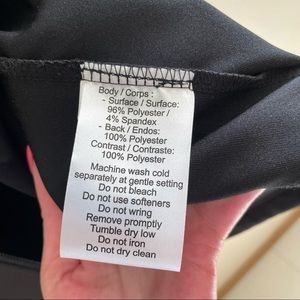 Body / Corps :
- Surface / Surface:
96% Polyester /
4% Spandex
- Back / Endos:
100% Polyester
Contrast / Contraste:
100% Polyester
Machine wash cold
separately at gentle setting
Do not bleach
Do not use softeners
Do not wring
Remove promptly
Tumble dry low
Do not iron
Do not dry clean